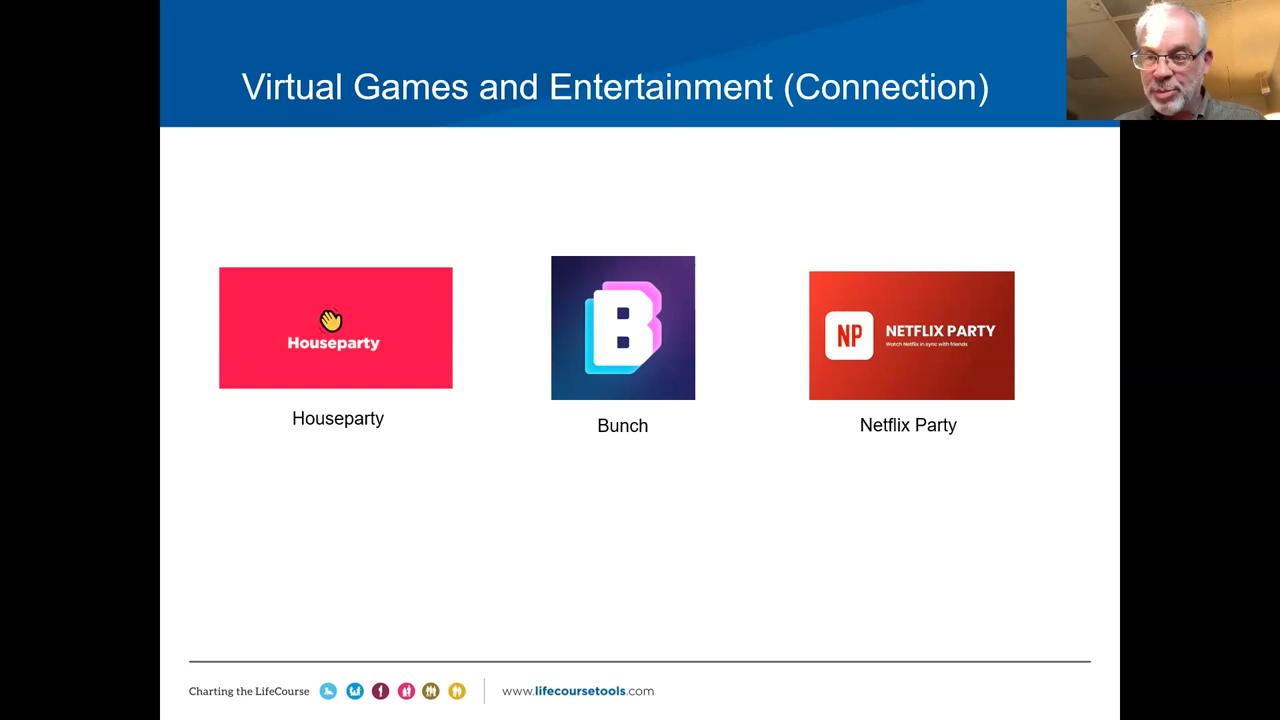 Virtual Games and Entertainment (Connection)
Houseparty
B
NP
NETFLIX PARTY
Watch Netflix in sync with friends
Houseparty
Bunch
Netflix Party
Charting the LifeCourse
www.lifecoursetools.com